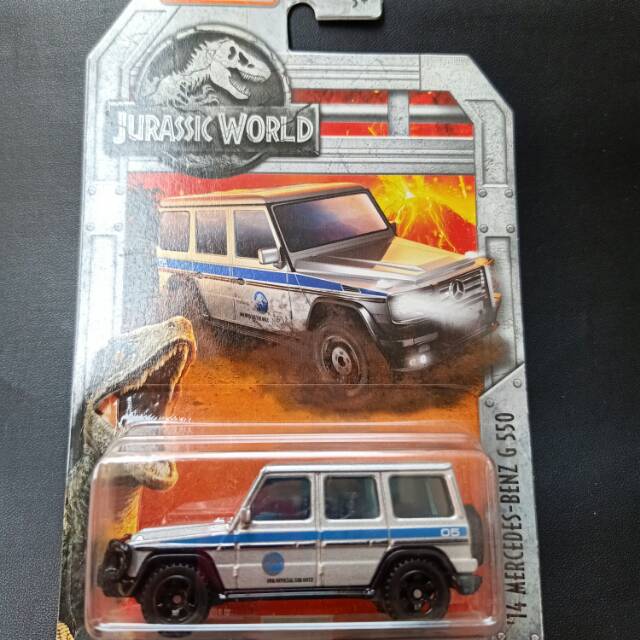 JURASSIC WORLD
'14 MERCEDES-BENZ G 550
05